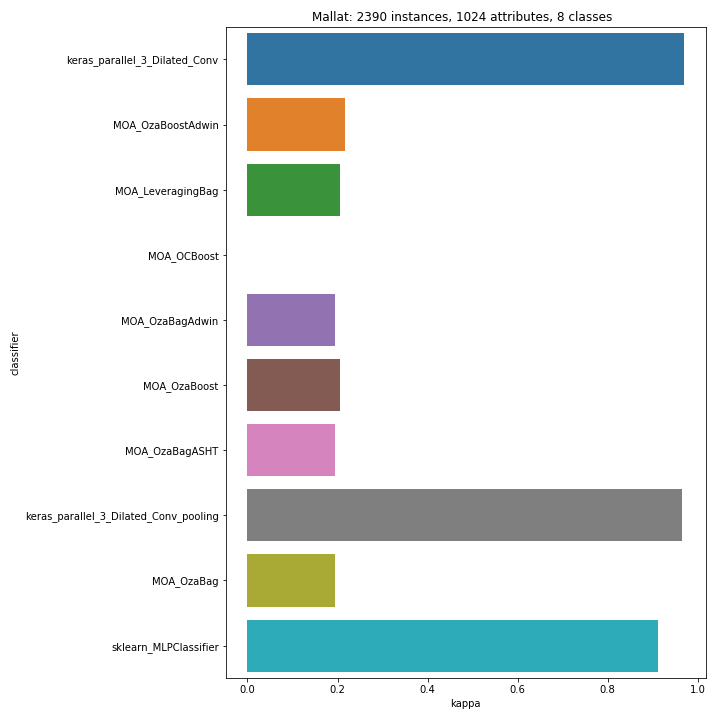 Mallat: 2390 instances, 1024 attributes, 8 classes
classifier
keras_parallel_3_Dilated_Conv
MOA_OzaBoostAdwin
MOA_LeveragingBag
MOA_OCBoost
MOA_OzaBagAdwin
MOA_OzaBoost
MOA_OzaBagASHT
keras_parallel_3_Dilated_Conv_pooling
MOA_OzaBag
sklearn_MLPClassifier
0.0 0.2 0.4 0.6 0.8 1.0
kappa